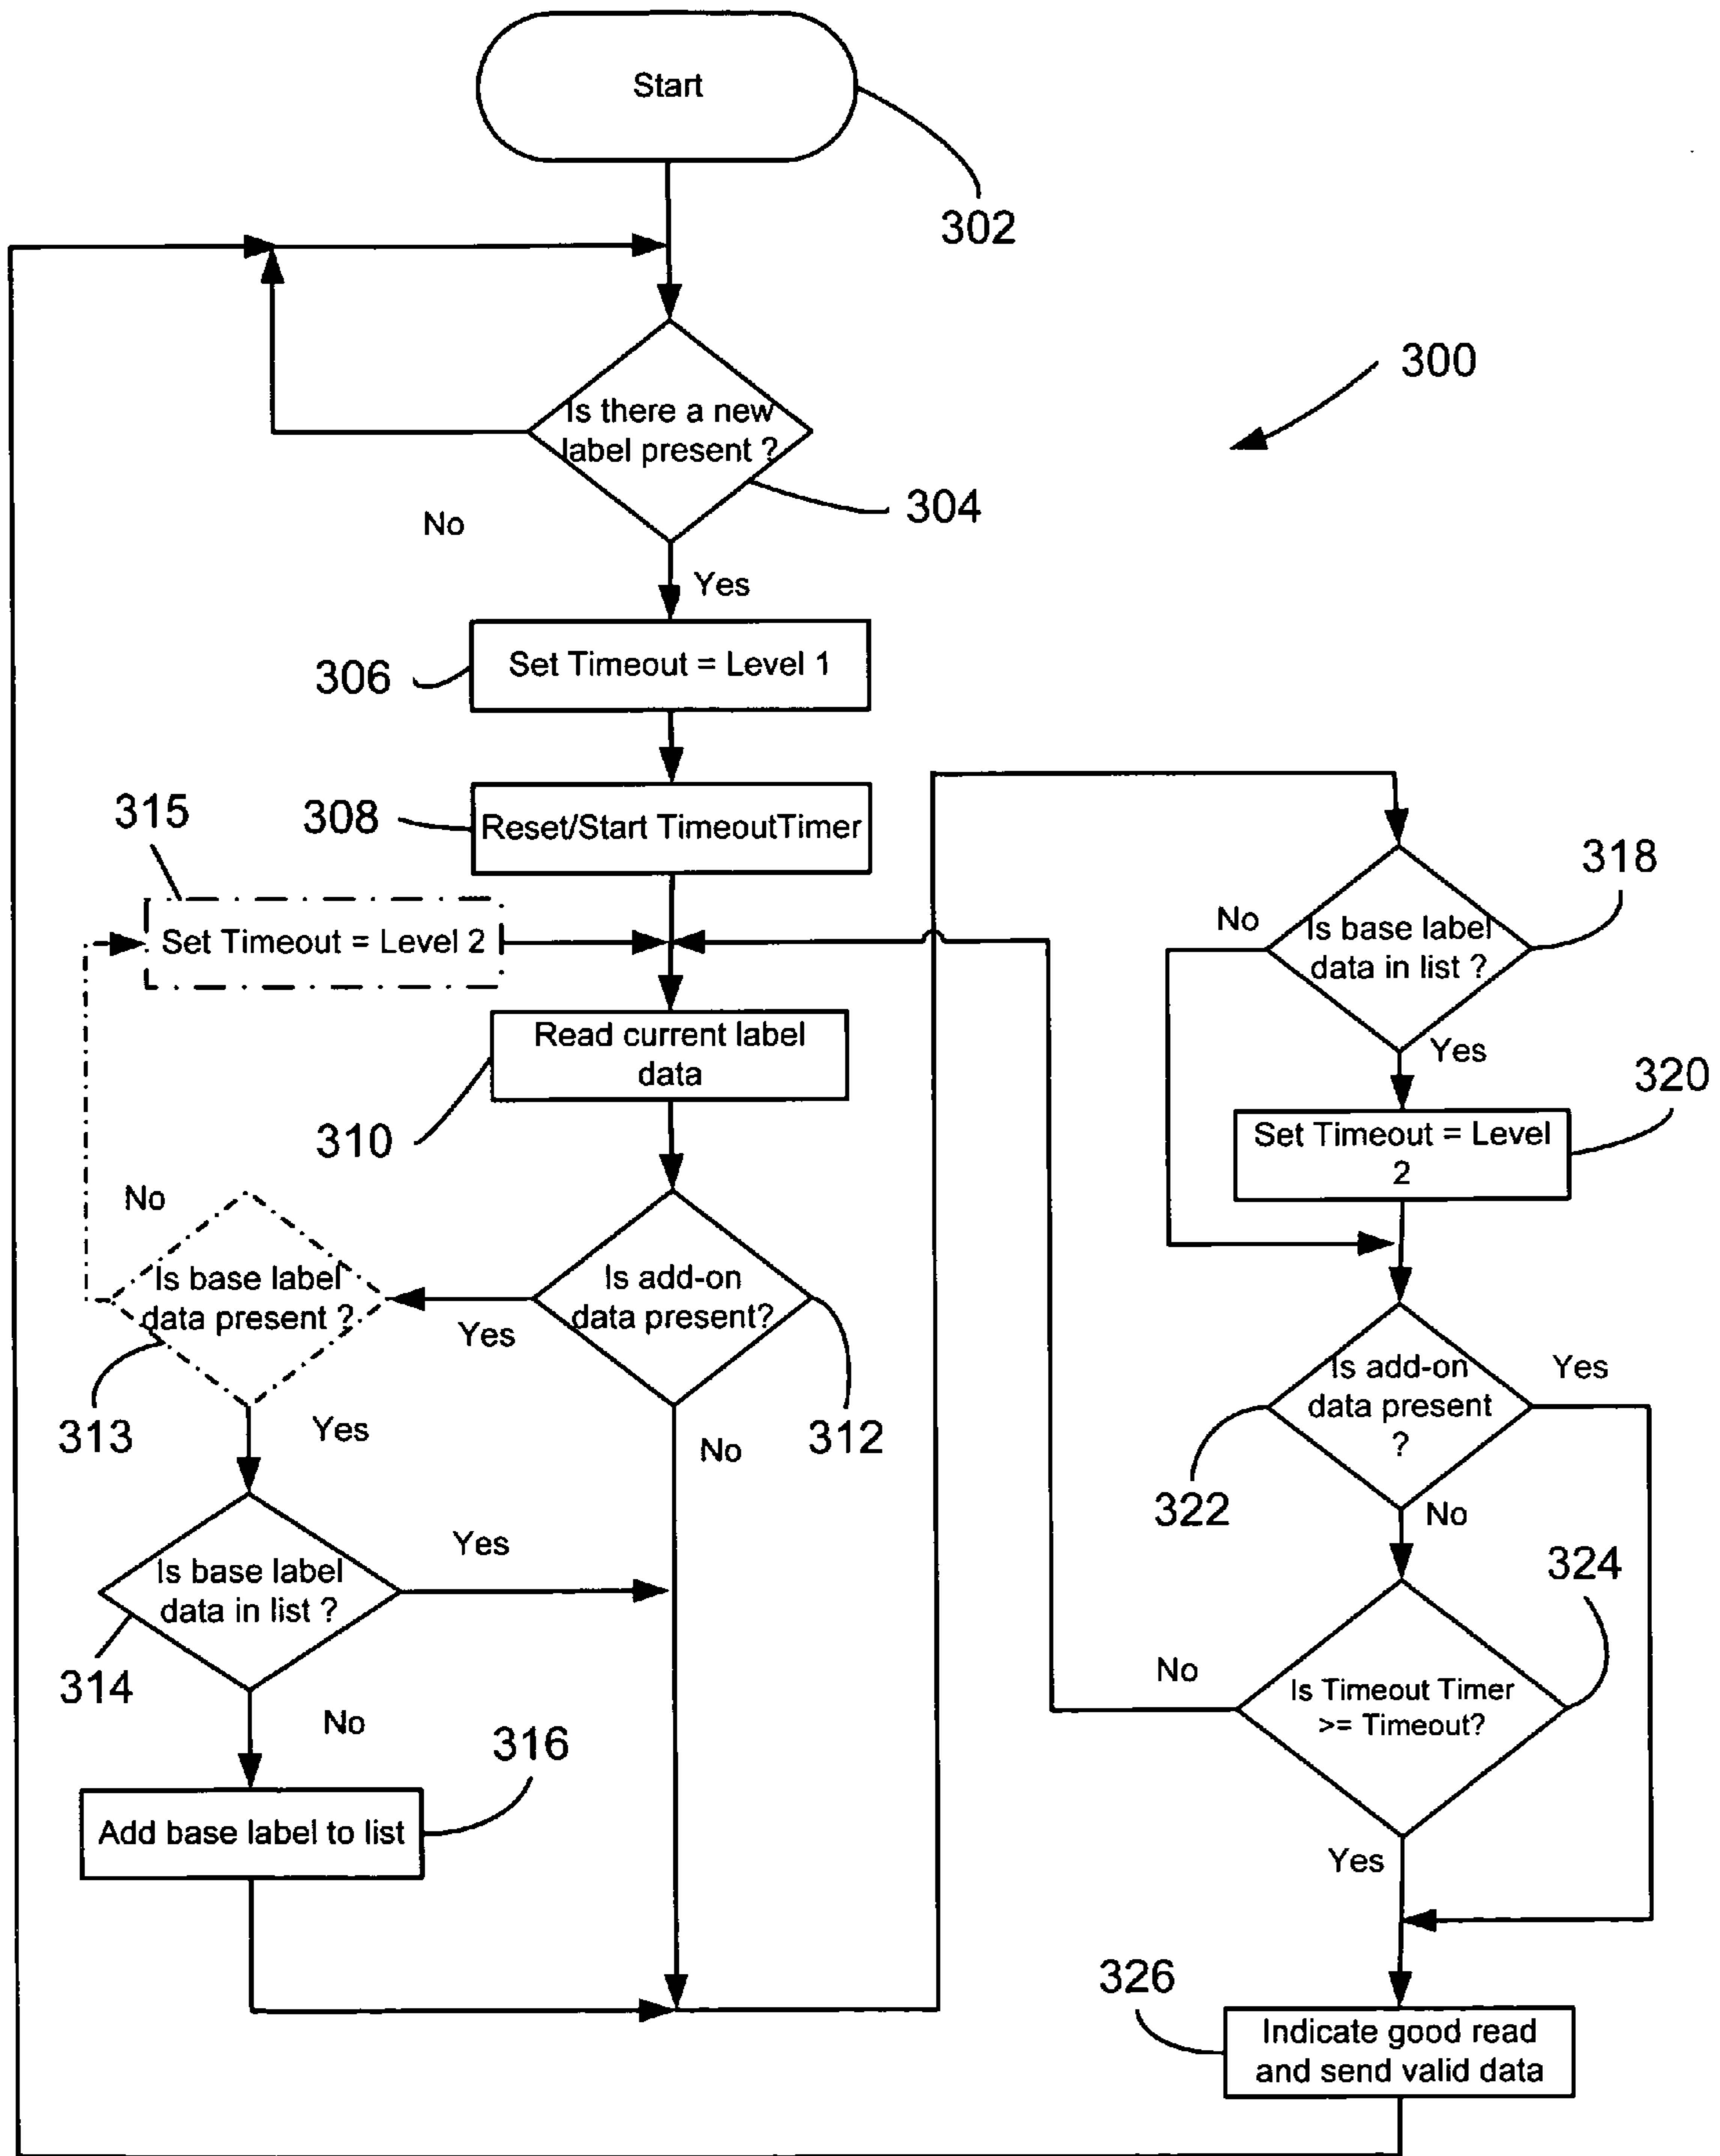 Start
302
Is there a new
label present ?
300
304
No
Yes
306
Set Timeout = Level 1
308
Reset/Start TimeoutTimer
315
Set Timeout = Level 2
318
No
Is base label
data in list ?
Yes
310
Read current label
data
320
Set Timeout = Level
2
No
Is base label
data present ?
313
Yes
Is add-on
data present?
312
Yes
No
Is add-on
data present
?
Yes
322
No
314
Is base label
data in list ?
Yes
No
324
No
Is Timeout Timer
>= Timeout?
Yes
316
Add base label to list
326
Indicate good read
and send valid data